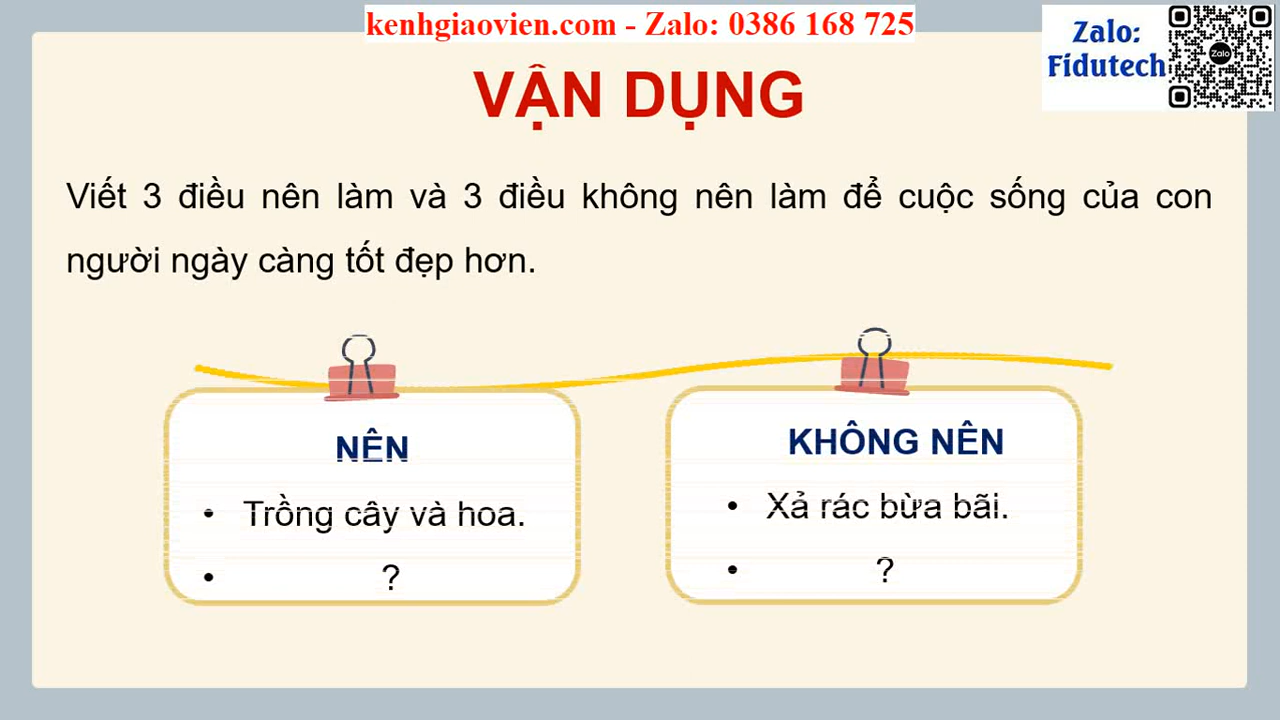 kenhgiaovien.com - Zalo: 0386 168 725
Zalo:
Fidutech
Zalo
VẬN DỤNG
Viết 3 điều nên làm và 3 điều không nên làm để cuộc sống của con
người ngày càng tốt đẹp hơn.
NÊN
• Trồng cây và hoa.
• ?
KHÔNG NÊN
• Xả rác bừa bãi.
• ?